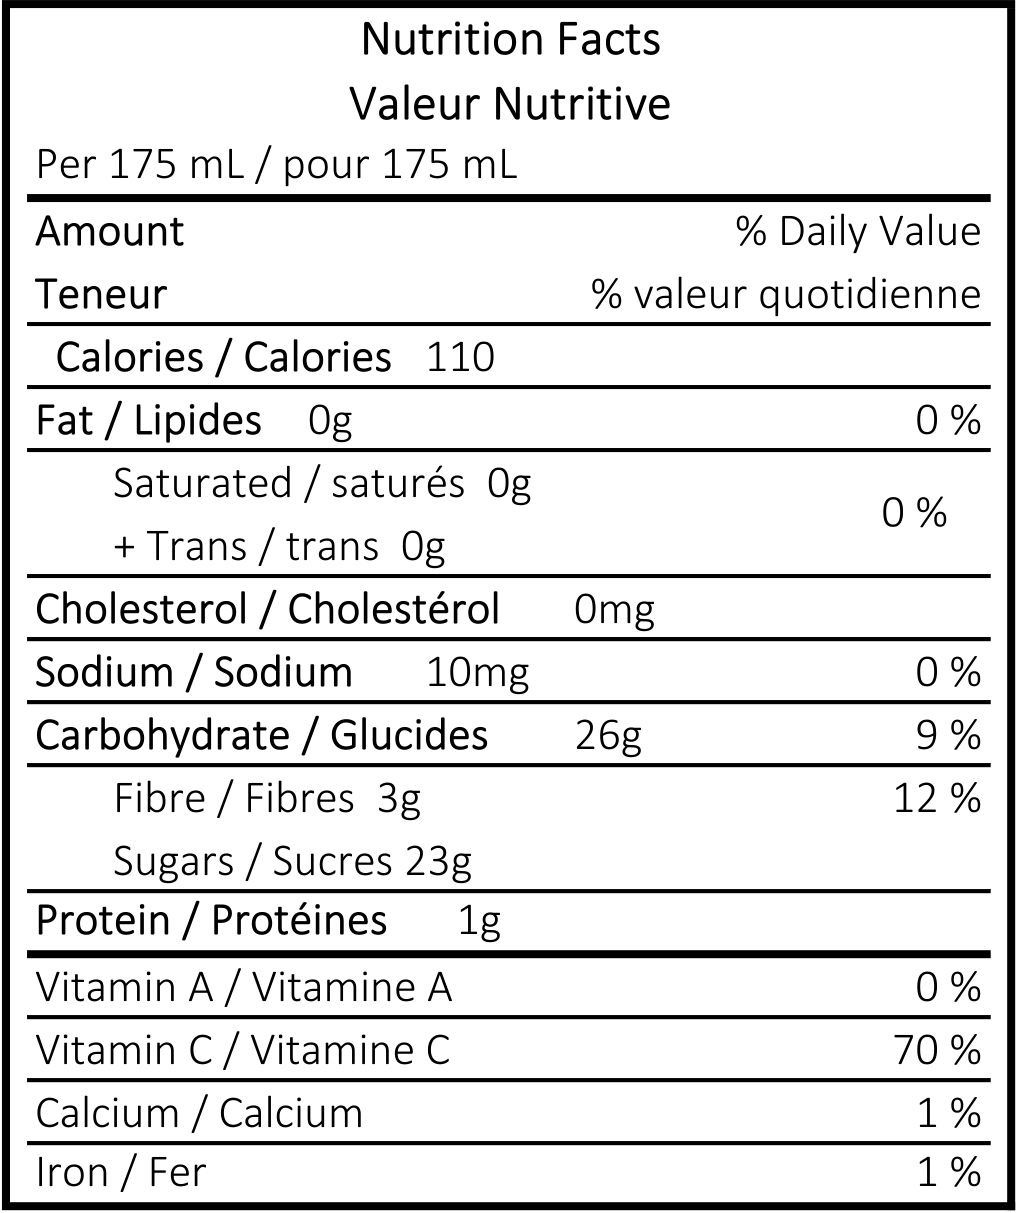 Nutrition Facts
Valeur Nutritive
Per 175 mL / pour 175 mL
Amount % Daily Value
Teneur % valeur quotidienne
Calories / Calories 110
Fat / Lipides 0g 0 %
Saturated / saturés 0g
0 %
+ Trans / trans 0g
Cholesterol / Cholestérol 0mg
Sodium / Sodium 10mg 0 %
Carbohydrate / Glucides 26g 9 %
Fibre / Fibres 3g 12 %
Sugars / Sucres 23g
Protein / Protéines 1g
Vitamin A / Vitamine A 0 %
Vitamin C / Vitamine C 70 %
Calcium / Calcium 1 %
Iron / Fer 1 %